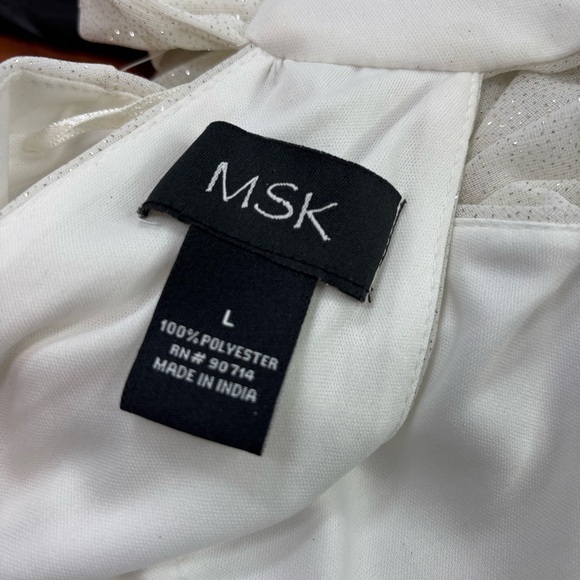 MSK
L
100% POLYESTER
RN# 90714
MADE IN INDIA